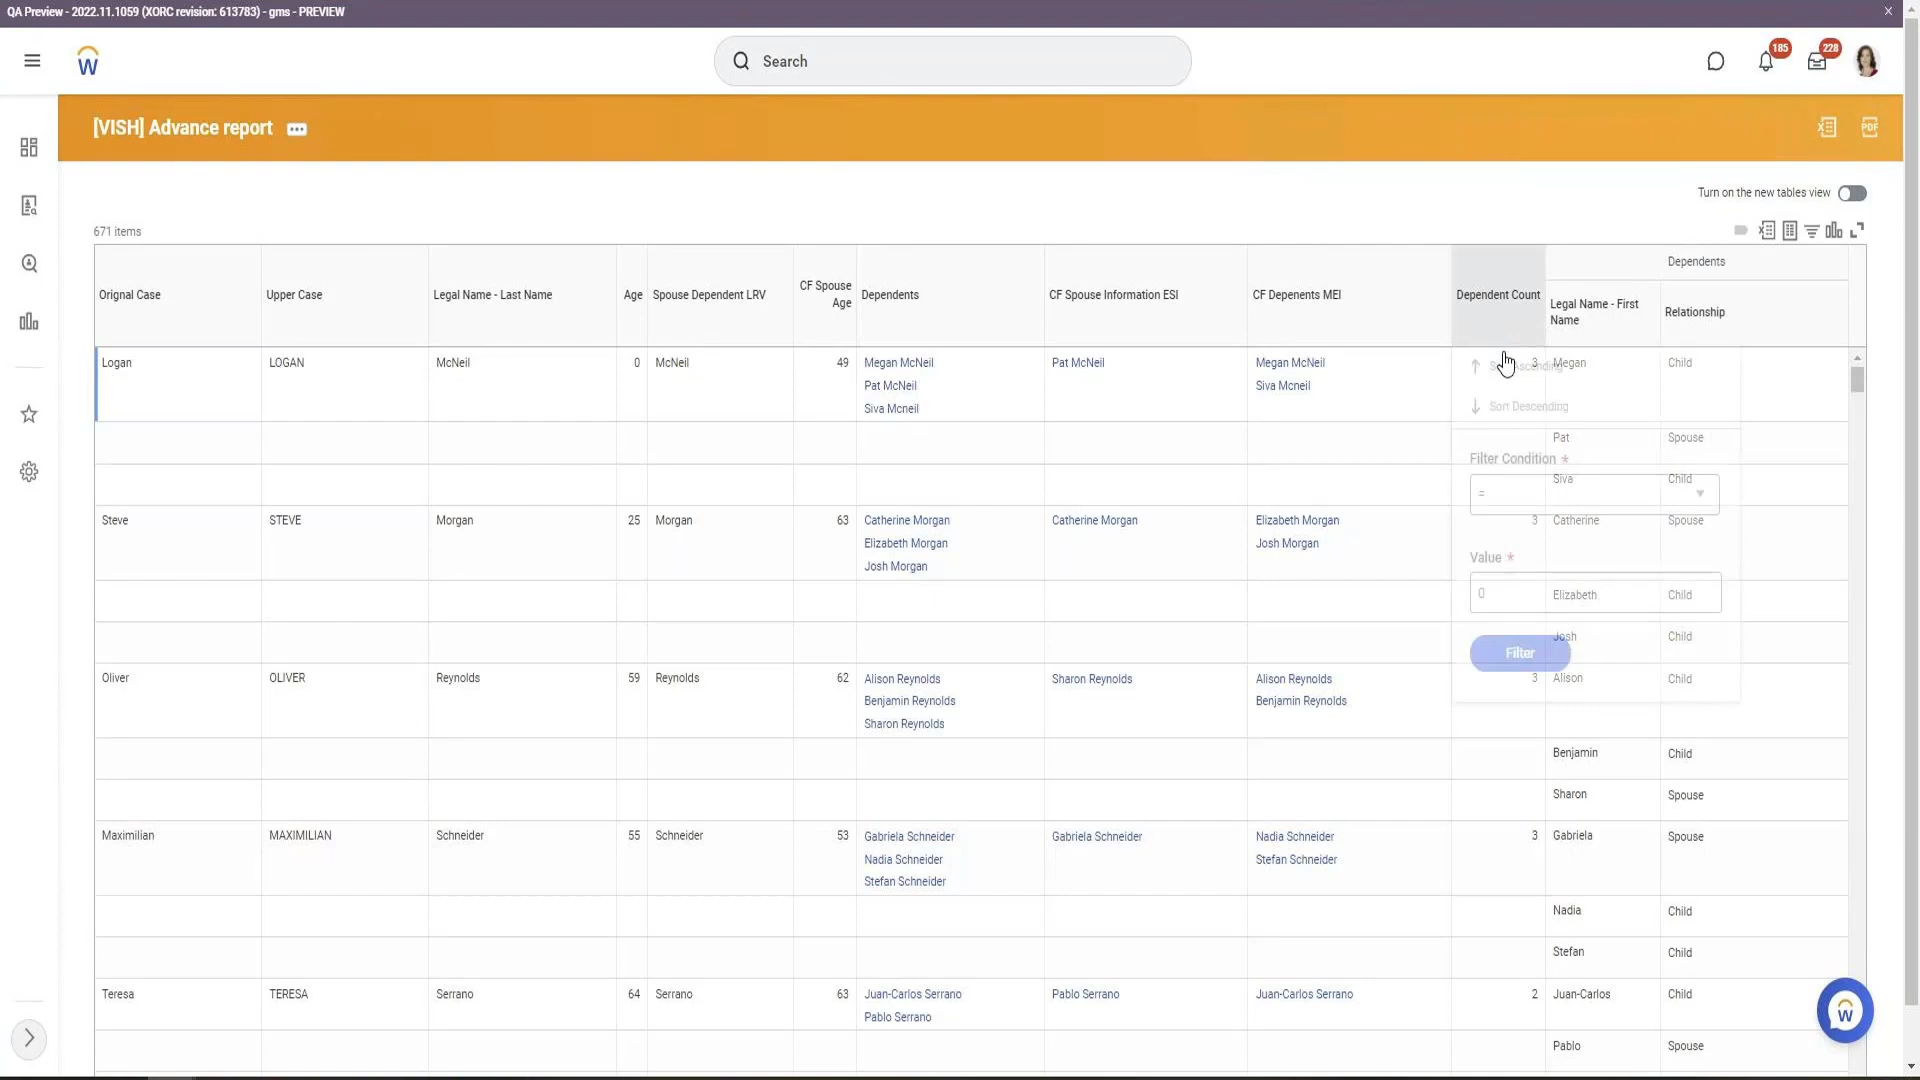 QA Preview - 2022.11.1059 (XORC revision: 613783) - gms - PREVIEW
Search
185
228
[VISH] Advance report
PDF
Turn on the new tables view
671 items
Orignal Case
Upper Case
Legal Name - Last Name
Age
Spouse Dependent LRV
CF Spouse
Age
Dependents
CF Spouse Information ESI
CF Depenents MEI
Dependent Count
Dependents
Legal Name - First
Name
Relationship
Logan LOGAN McNeil 0 McNeil 49 Megan McNeil Pat McNeil Megan McNeil 3 Megan Child
Pat McNeil Siva Mcneil
Siva Mcneil
Sort Descending
Pat Spouse
Filter Condition *
Siva Child
=
Steve STEVE Morgan 25 Morgan 63 Catherine Morgan Catherine Morgan Elizabeth Morgan 3 Catherine Spouse
Elizabeth Morgan Josh Morgan
Josh Morgan
Value *
0
Elizabeth Child
Josh Child
Filter
Oliver OLIVER Reynolds 59 Reynolds 62 Alison Reynolds Sharon Reynolds Alison Reynolds 3 Alison Child
Benjamin Reynolds Benjamin Reynolds
Sharon Reynolds
Benjamin Child
Sharon Spouse
Maximilian MAXIMILIAN Schneider 55 Schneider 53 Gabriela Schneider Gabriela Schneider Nadia Schneider 3 Gabriela Spouse
Nadia Schneider Stefan Schneider
Stefan Schneider
Nadia Child
Stefan Child
Teresa TERESA Serrano 64 Serrano 63 Juan-Carlos Serrano Pablo Serrano Juan-Carlos Serrano 2 Juan-Carlos Child
Pablo Serrano
Pablo Spouse